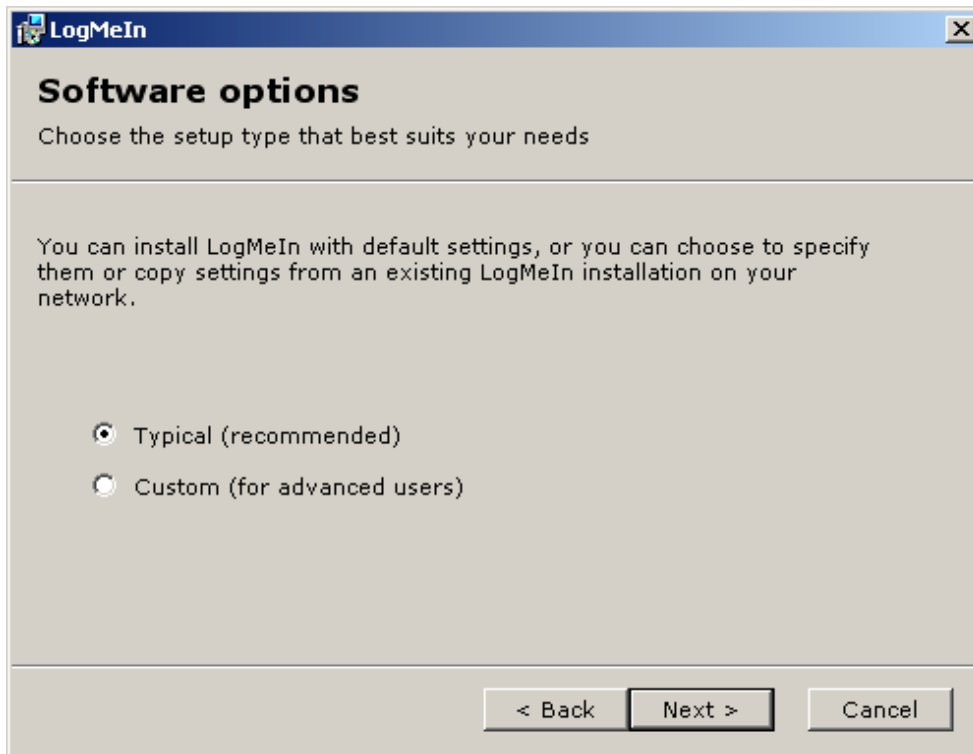 LogMeIn
Software options
Choose the setup type that best suits your needs
You can install LogMeIn with default settings, or you can choose to specify
them or copy settings from an existing LogMeIn installation on your
network.
Typical (recommended)
Custom (for advanced users)
< Back Next > Cancel